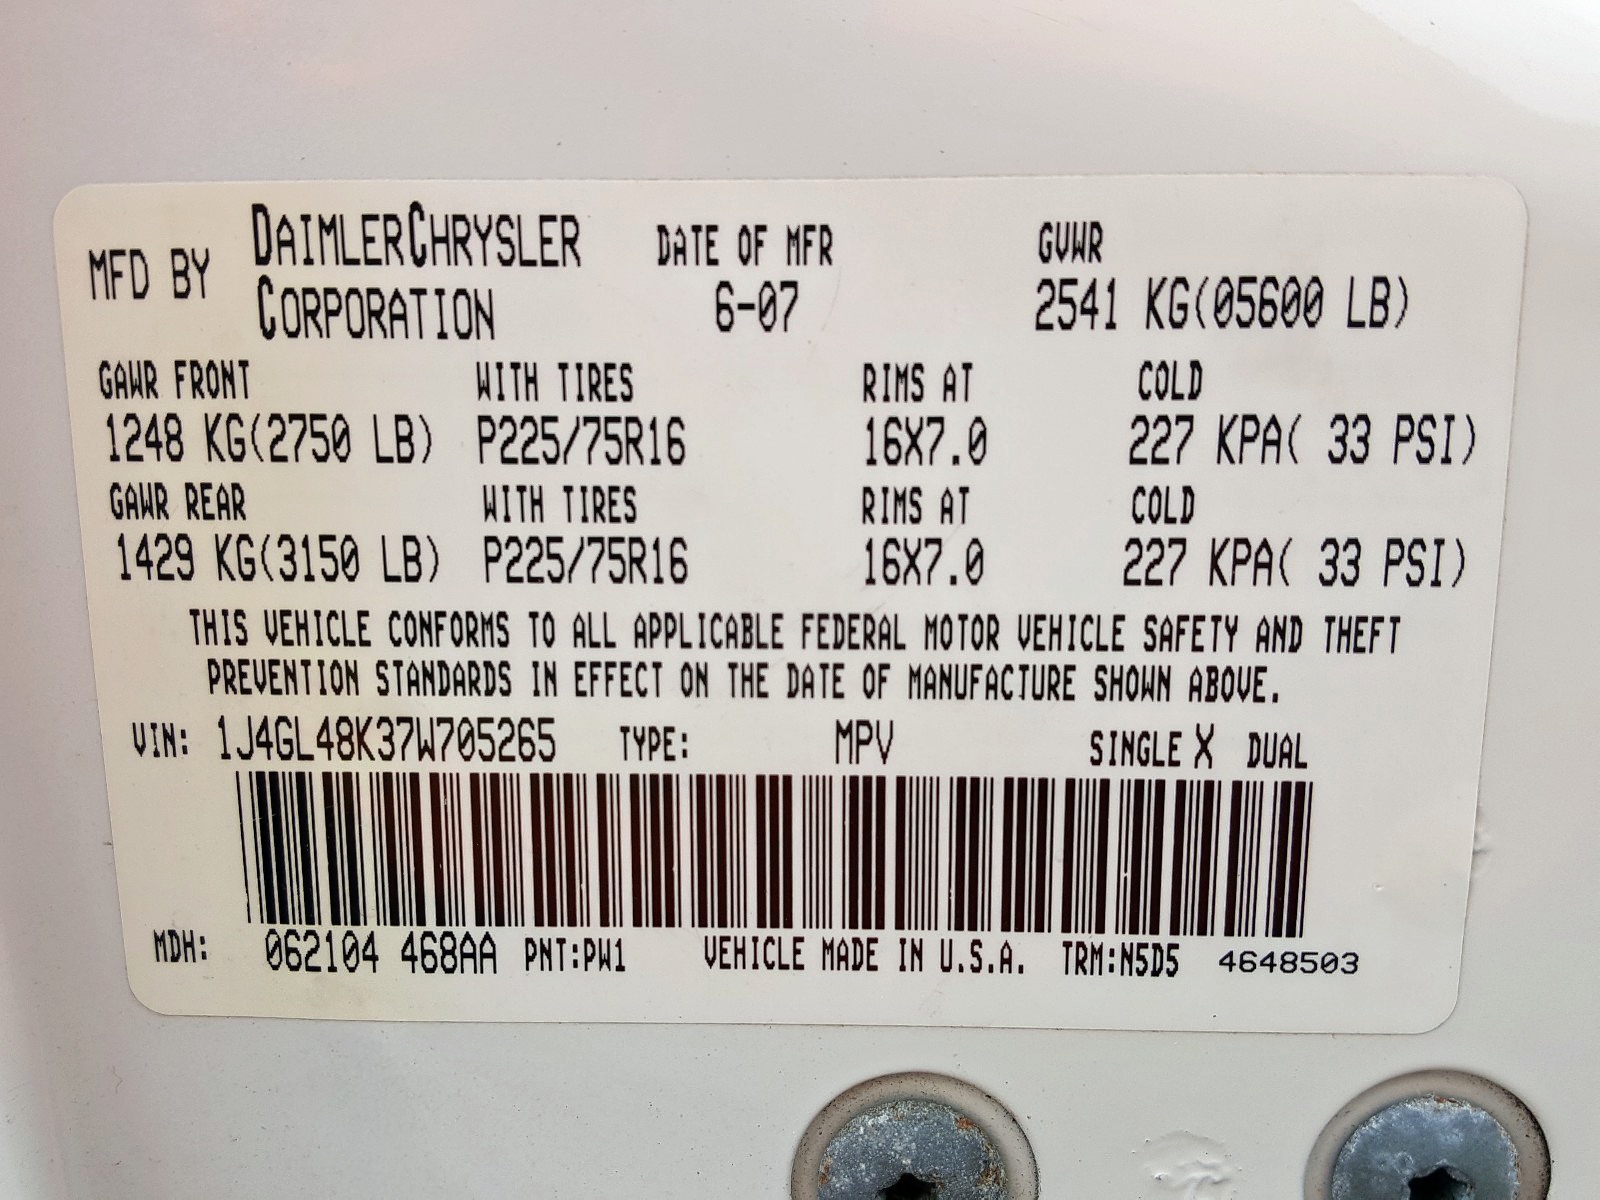 MFD BY DAIMLERCHRYSLER CORPORATION DATE OF MFR 6-07 GVWR 2541 KG(05600 LB)
GAWR FRONT WITH TIRES RIMS AT COLD
1248 KG(2750 LB) P225/75R16 16X7.0 227 KPA( 33 PSI)
GAWR REAR WITH TIRES RIMS AT COLD
1429 KG(3150 LB) P225/75R16 16X7.0 227 KPA( 33 PSI)
THIS VEHICLE CONFORMS TO ALL APPLICABLE FEDERAL MOTOR VEHICLE SAFETY AND THEFT
PREVENTION STANDARDS IN EFFECT ON THE DATE OF MANUFACTURE SHOWN ABOVE.
VIN: 1J4GL48K37W705265 TYPE: MPV SINGLE X DUAL
MDH: 062104 468AA PNT:PW1 VEHICLE MADE IN U.S.A. TRM:N5D5 4648503